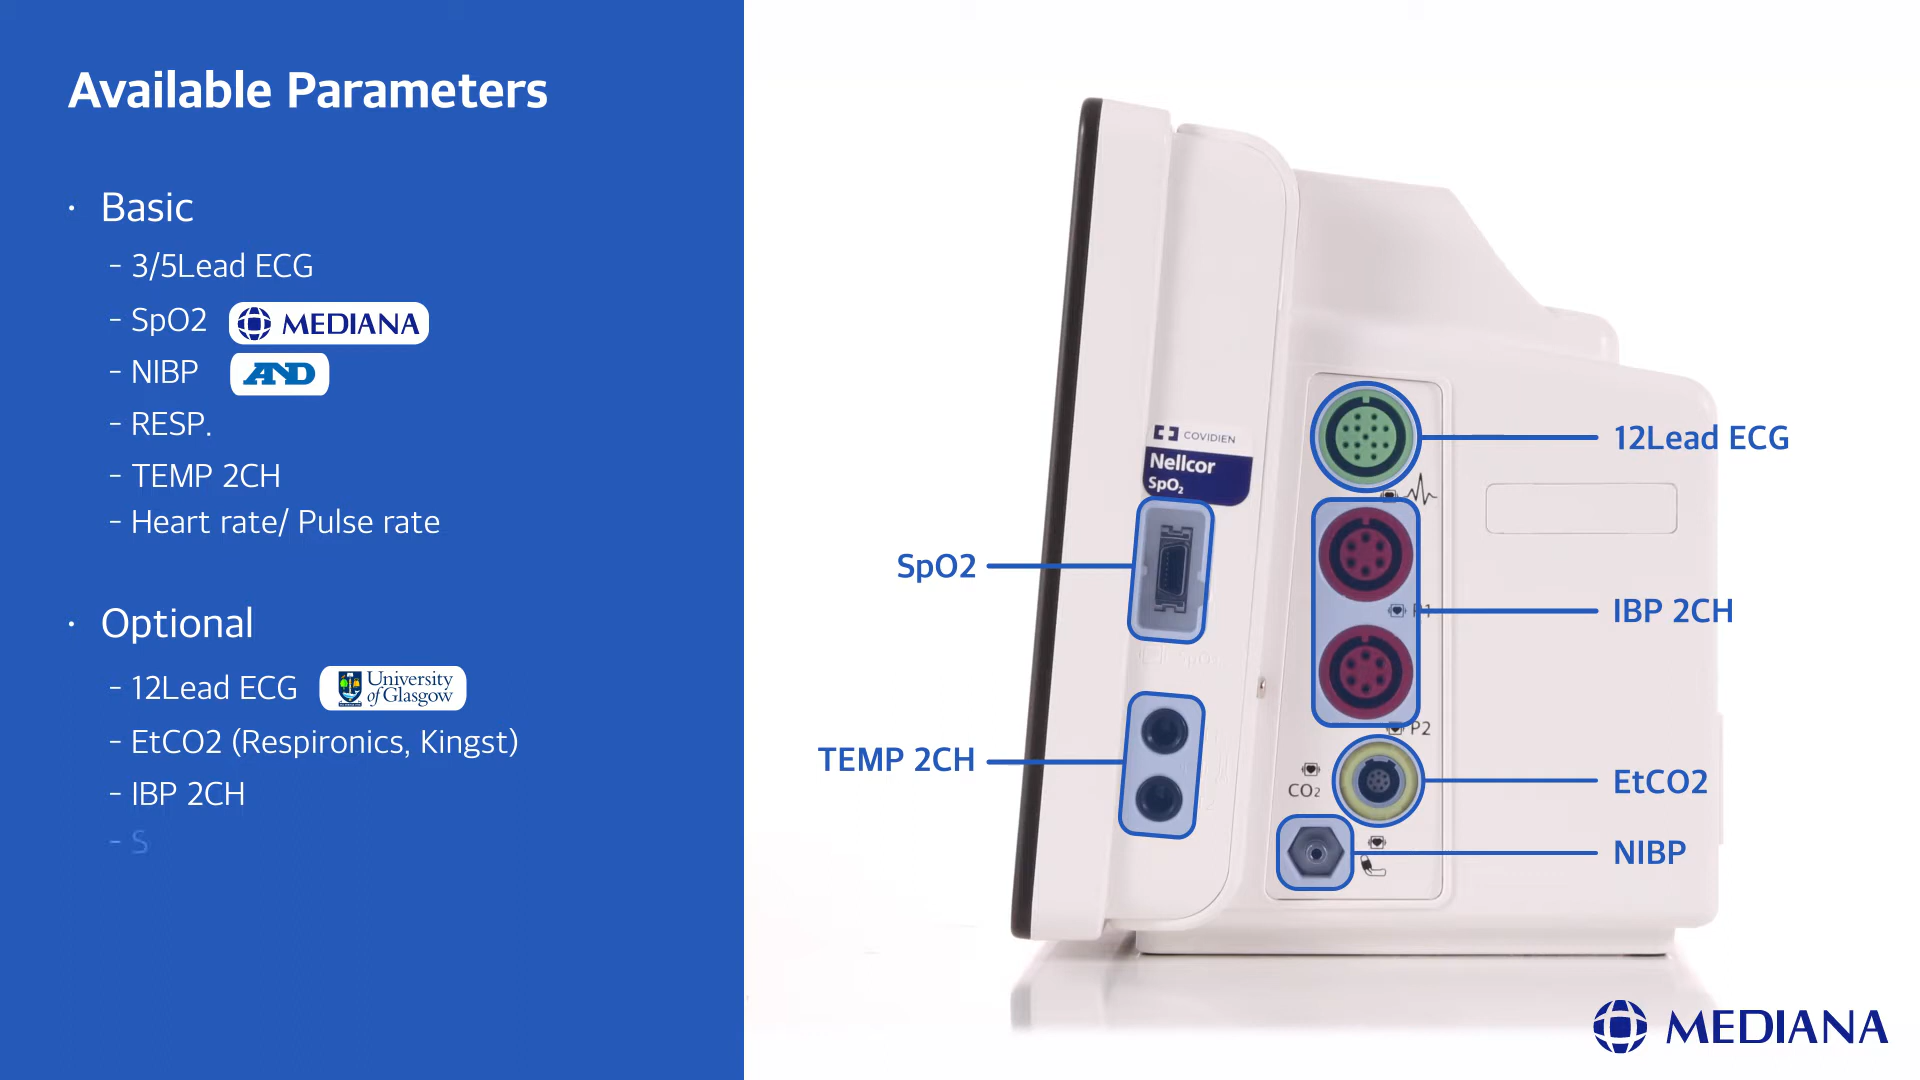 Available Parameters
· Basic
- 3/5Lead ECG
- SpO2 MEDIANA
- NIBP AND
- RESP.
- TEMP 2CH
- Heart rate/ Pulse rate
· Optional
- 12Lead ECG University of Glasgow
- EtCO2 (Respironics, Kingst)
- IBP 2CH
- S
COVIDIEN
Nellcor
SpO₂
SpO2
TEMP 2CH
12Lead ECG
P1
IBP 2CH
P2
CO₂
EtCO2
NIBP
MEDIANA